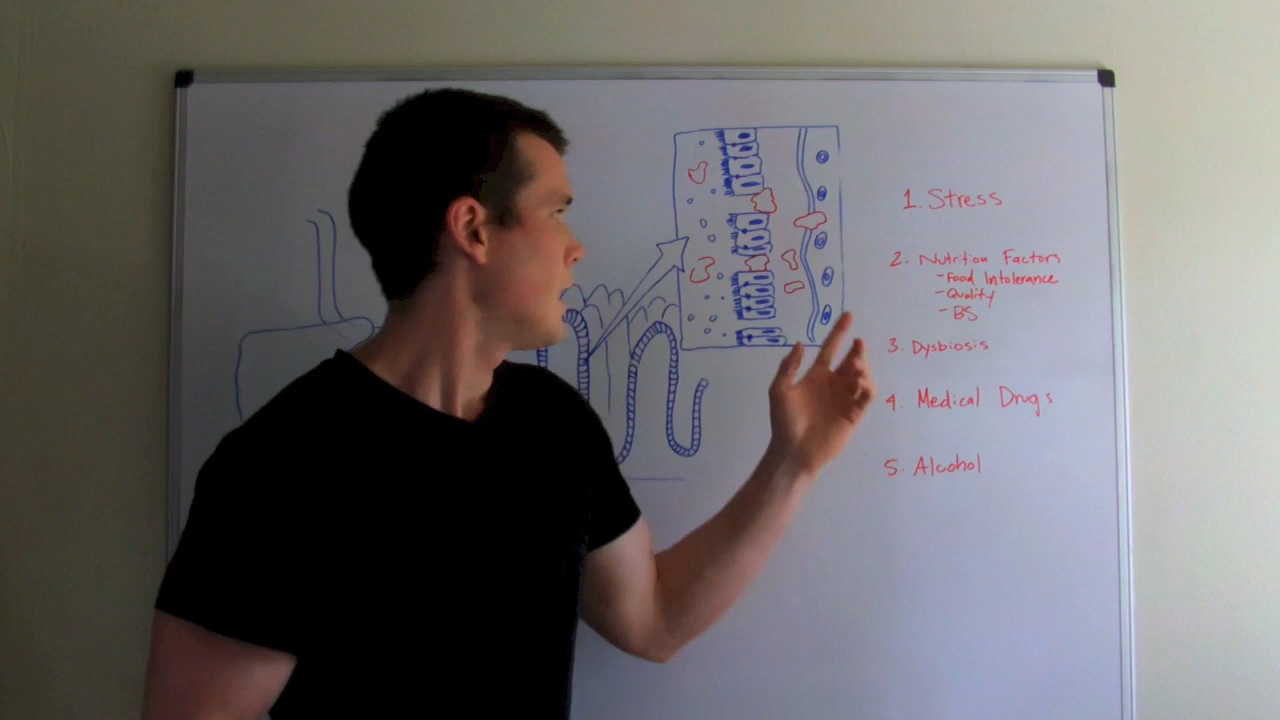 1. Stress
2. Nutrition Factors
- Food Intolerance
- Quality
- BS
3. Dysbiosis
4. Medical Drugs
5. Alcohol